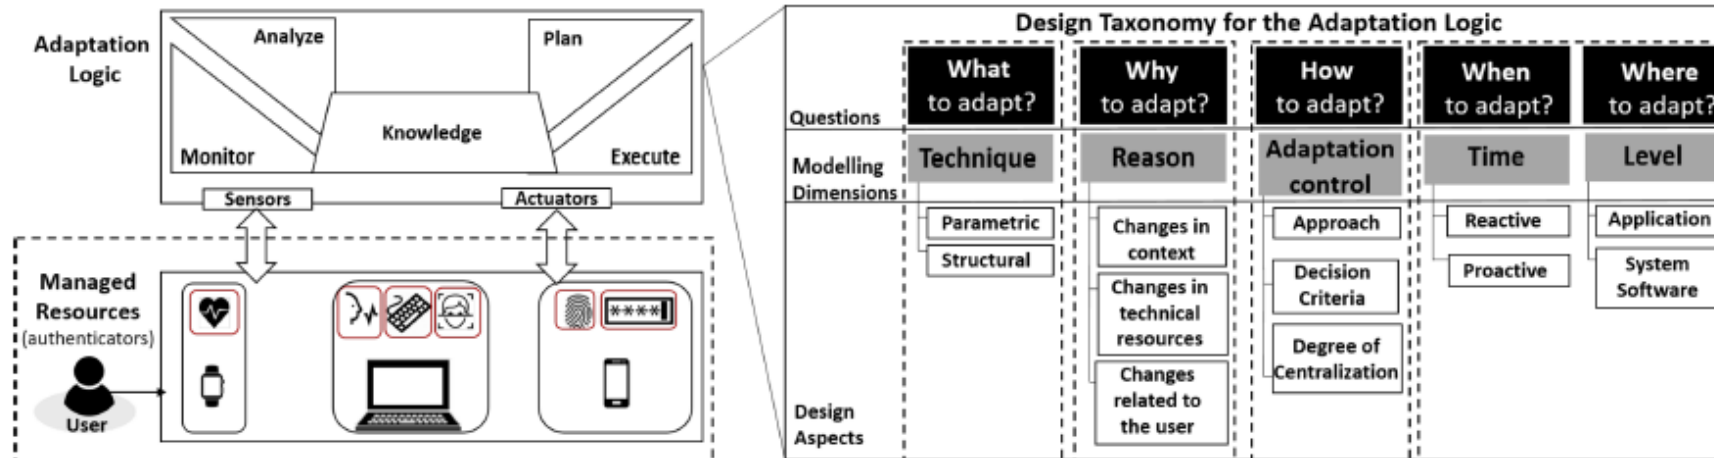 Adaptation
Logic
Analyze
Plan
Knowledge
Monitor
Execute
Sensors
Actuators
Managed
Resources
(authenticators)
User
****
Design Taxonomy for the Adaptation Logic
Questions
What
to adapt?
Why
to adapt?
How
to adapt?
When
to adapt?
Where
to adapt?
Modelling
Dimensions
Technique
Reason
Adaptation
control
Time
Level
Design
Aspects
Parametric
Structural
Changes in
context
Changes in
technical
resources
Changes
related to
the user
Approach
Decision
Criteria
Degree of
Centralization
Reactive
Proactive
Application
System
Software